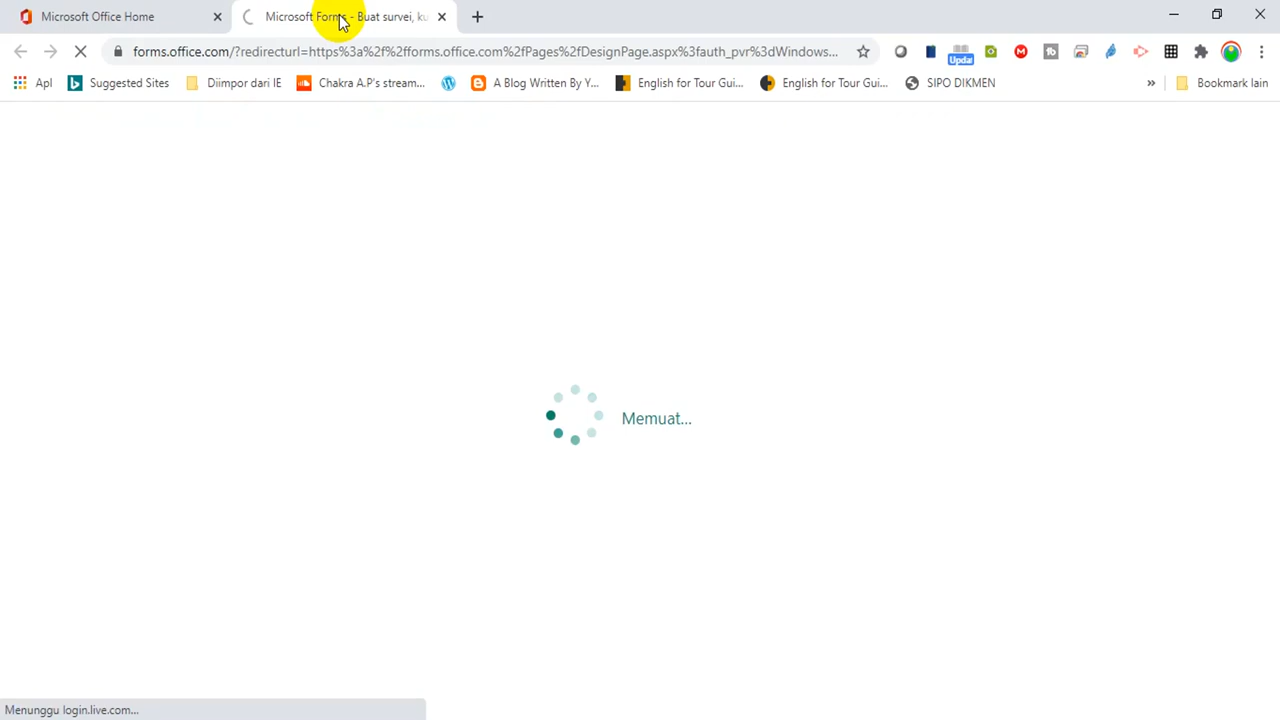 Microsoft Office Home
Microsoft Forms - Buat survei, ku
forms.office.com/?redirecturl=https%3a%2f%2fforms.office.com%2fPages%2fDesignPage.aspx%3fauth_pvr%3dWindows...
Upda
Apl
Suggested Sites
Diimpor dari IE
Chakra A.P's stream...
A Blog Written By Y...
English for Tour Gui...
English for Tour Gui...
SIPO DIKMEN
»
Bookmark lain
Memuat...
Menunggu login.live.com...